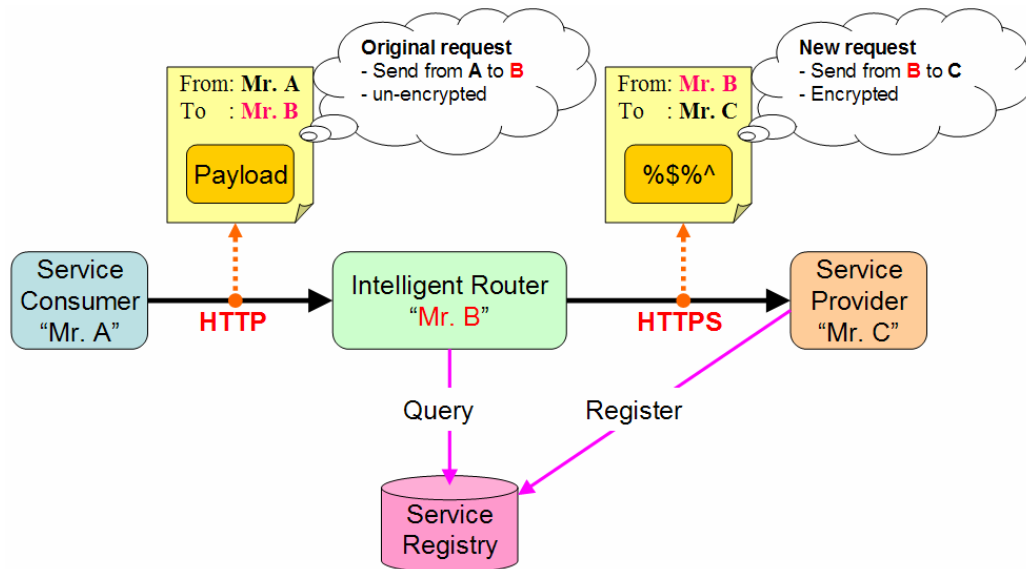 Original request
- Send from A to B
- un-encrypted
From: Mr. A
To : Mr. B
Payload
New request
- Send from B to C
- Encrypted
From: Mr. B
To : Mr. C
%$%^
Service
Consumer
“Mr. A”
HTTP
Intelligent Router
“Mr. B”
HTTPS
Service
Provider
“Mr. C”
Query
Register
Service
Registry